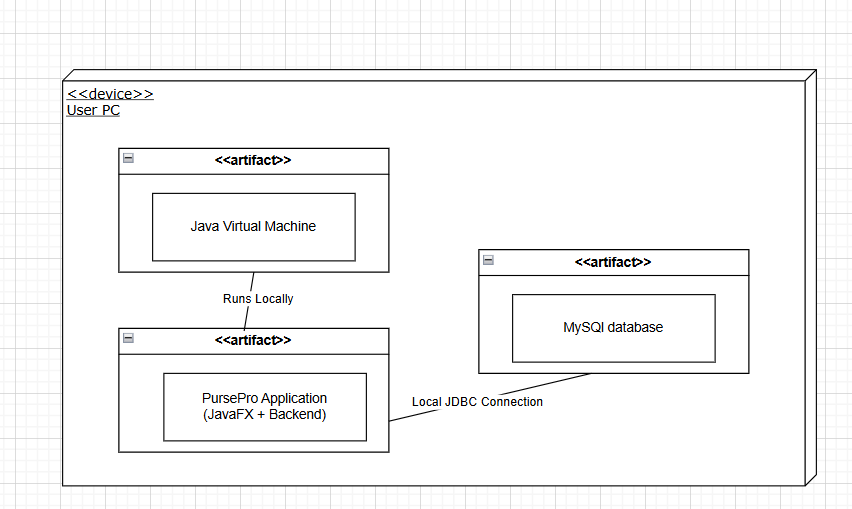 <<device>>
User PC
<<artifact>>
Java Virtual Machine
Runs Locally
<<artifact>>
PursePro Application
(JavaFX + Backend)
<<artifact>>
MySQl database
Local JDBC Connection